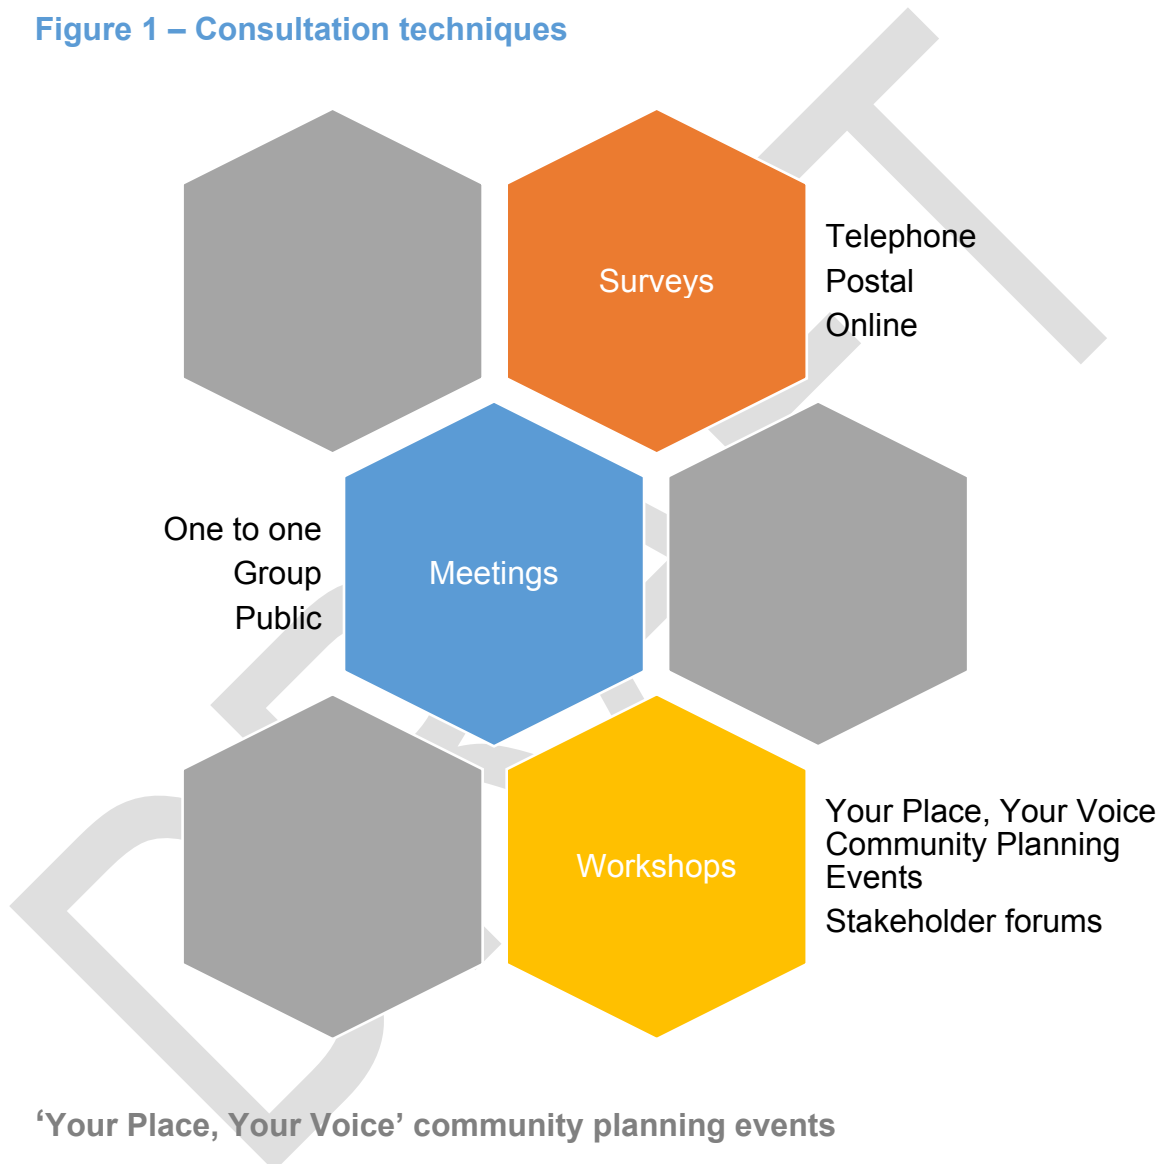 Figure 1 – Consultation techniques
Surveys
Telephone
Postal
Online
One to one
Group
Public
Meetings
Workshops
Your Place, Your Voice
Community Planning
Events
Stakeholder forums
DRAFT
‘Your Place, Your Voice’ community planning events